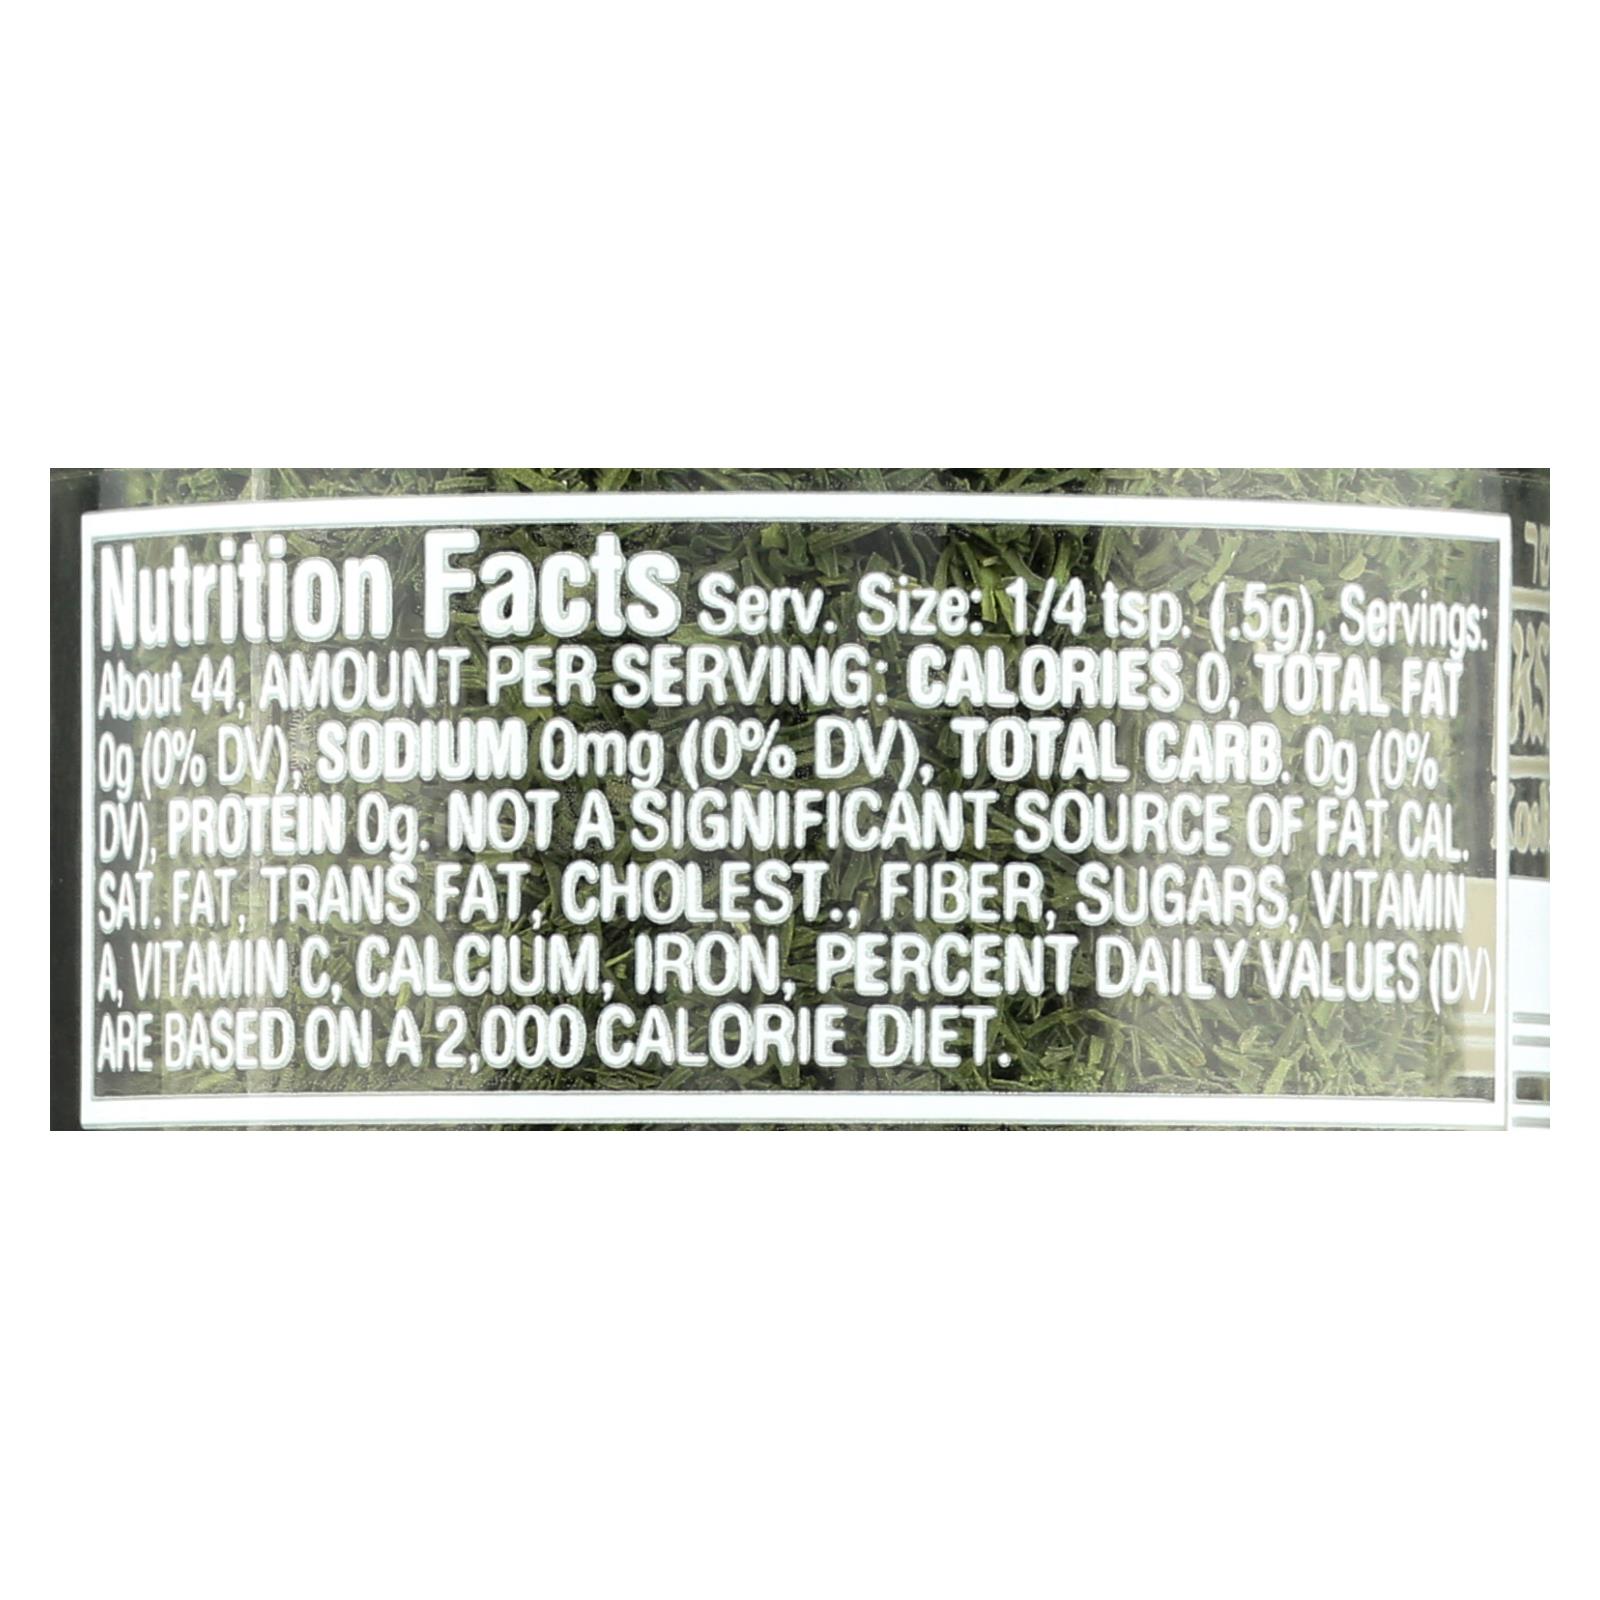 Nutrition Facts Serv. Size: 1/4 tsp. (.5g), Servings:
About 44, AMOUNT PER SERVING: CALORIES 0, TOTAL FAT
0g (0% DV), SODIUM 0mg (0% DV), TOTAL CARB. 0g (0%
DV), PROTEIN 0g. NOT A SIGNIFICANT SOURCE OF FAT CAL.
SAT. FAT, TRANS FAT, CHOLEST., FIBER, SUGARS, VITAMIN
A, VITAMIN C, CALCIUM, IRON, PERCENT DAILY VALUES (DV)
ARE BASED ON A 2,000 CALORIE DIET.